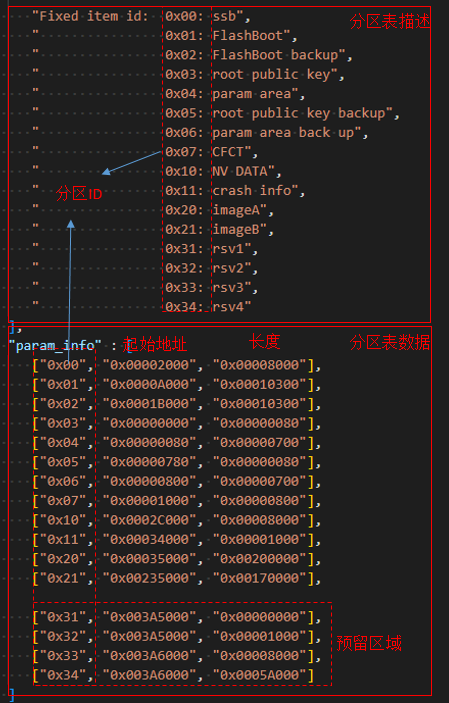 "Fixed item id: 0x00: ssb",
分区表描述
" 0x01: FlashBoot",
" 0x02: FlashBoot backup",
" 0x03: root public key",
" 0x04: param area",
" 0x05: root public key backup",
" 0x06: param area back up",
" 0x07: CFCT",
" 0x10: NV DATA",
分区ID
" 0x11: crash info",
" 0x20: imageA",
" 0x21: imageB",
" 0x31: rsv1",
" 0x32: rsv2",
" 0x33: rsv3",
" 0x34: rsv4"
],
"param_info" : [
起始地址 长度 分区表数据
["0x00", "0x00002000", "0x00008000"],
["0x01", "0x0000A000", "0x00010300"],
["0x02", "0x0001B000", "0x00010300"],
["0x03", "0x00000000", "0x00000080"],
["0x04", "0x00000080", "0x00000700"],
["0x05", "0x00000780", "0x00000080"],
["0x06", "0x00000800", "0x00000700"],
["0x07", "0x00001000", "0x00000800"],
["0x10", "0x0002C000", "0x00008000"],
["0x11", "0x00034000", "0x00001000"],
["0x20", "0x00035000", "0x00200000"],
["0x21", "0x00235000", "0x00170000"],
["0x31", "0x003A5000", "0x00000000"],
["0x32", "0x003A5000", "0x00001000"],
预留区域
["0x33", "0x003A6000", "0x00008000"],
["0x34", "0x003A6000", "0x0005A000"]
]